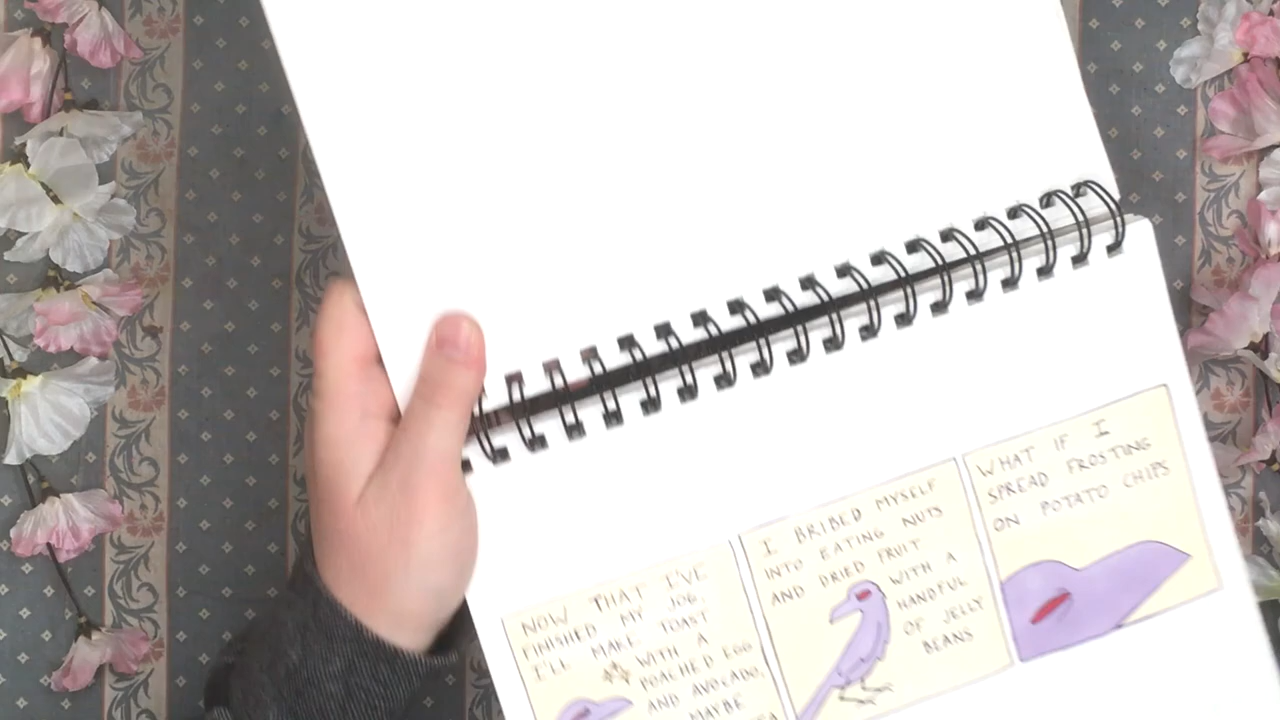 NOW THAT I'VE
FINISHED MY JOB,
I'LL MAKE TOAST
WITH A
POACHED EGG
AND AVOCADO.
MAYBE
I BRIBED MYSELF
INTO EATING NUTS
AND DRIED FRUIT
WITH A
HANDFUL
OF JELLY
BEANS
WHAT IF I
SPREAD FROSTING
ON POTATO CHIPS